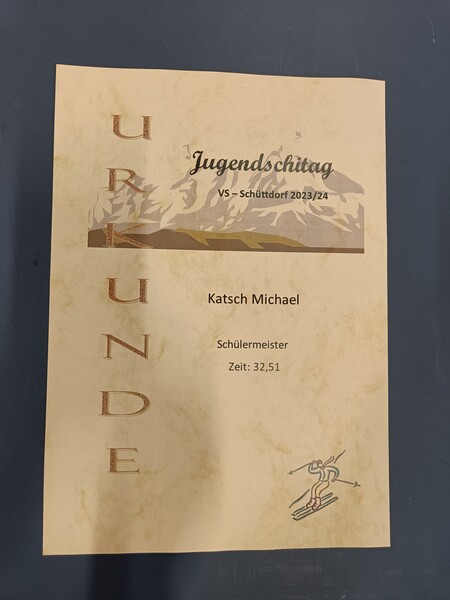 URKUNDE
Jugendschitag
VS – Schüttdorf 2023/24
Katsch Michael
Schülermeister
Zeit: 32,51